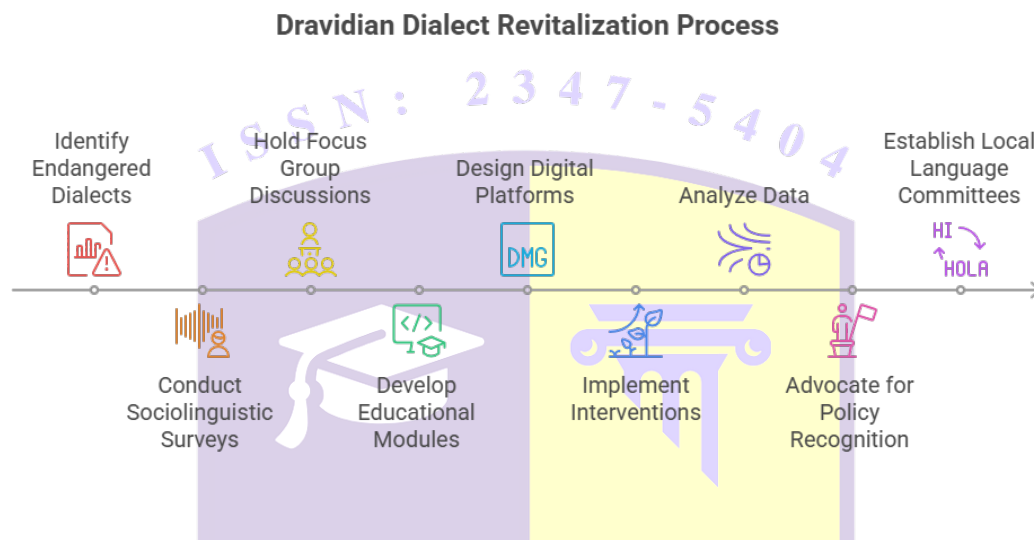 Dravidian Dialect Revitalization Process
ISSN: 2347-5404
Identify
Endangered
Dialects
Conduct
Sociolinguistic
Surveys
Hold Focus
Group
Discussions
Develop
Educational
Modules
Design Digital
Platforms
DMG
Implement
Interventions
Analyze Data
Advocate for
Policy
Recognition
Establish Local
Language
Committees
HI
HOLA